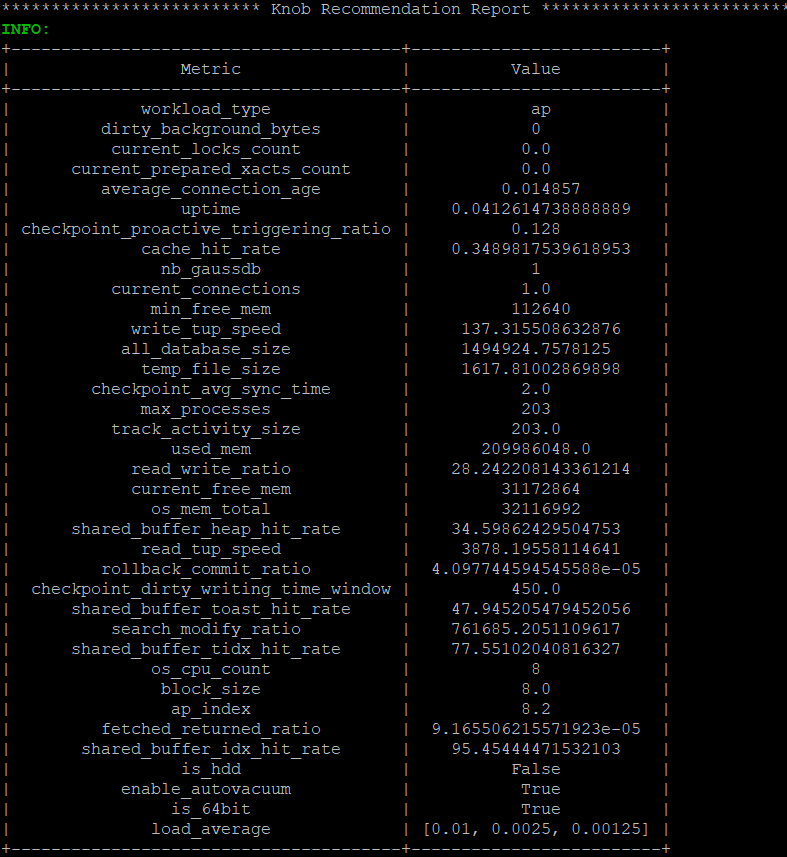 ************************** Knob Recommendation Report *************************
INFO:
+---------------------------------------+-------------------------+
| Metric | Value |
+---------------------------------------+-------------------------+
| workload_type | ap |
| dirty_background_bytes | 0 |
| current_locks_count | 0.0 |
| current_prepared_xacts_count | 0.0 |
| average_connection_age | 0.014857 |
| uptime | 0.0412614738888889 |
| checkpoint_proactive_triggering_ratio | 0.128 |
| cache_hit_rate | 0.3489817539618953 |
| nb_gaussdb | 1 |
| current_connections | 1.0 |
| min_free_mem | 112640 |
| write_tup_speed | 137.315508632876 |
| all_database_size | 1494924.7578125 |
| temp_file_size | 1617.81002869898 |
| checkpoint_avg_sync_time | 2.0 |
| max_processes | 203 |
| track_activity_size | 203.0 |
| used_mem | 209986048.0 |
| read_write_ratio | 28.242208143361214 |
| current_free_mem | 31172864 |
| os_mem_total | 32116992 |
| shared_buffer_heap_hit_rate | 34.59862429504753 |
| read_tup_speed | 3878.19558114641 |
| rollback_commit_ratio | 4.097744594545588e-05 |
| checkpoint_dirty_writing_time_window | 450.0 |
| shared_buffer_toast_hit_rate | 47.945205479452056 |
| search_modify_ratio | 761685.2051109617 |
| shared_buffer_tidx_hit_rate | 77.55102040816327 |
| os_cpu_count | 8 |
| block_size | 8.0 |
| ap_index | 8.2 |
| fetched_returned_ratio | 9.165506215571923e-05 |
| shared_buffer_idx_hit_rate | 95.45444471532103 |
| is_hdd | False |
| enable_autovacuum | True |
| is_64bit | True |
| load_average | [0.01, 0.0025, 0.00125] |
+---------------------------------------+-------------------------+